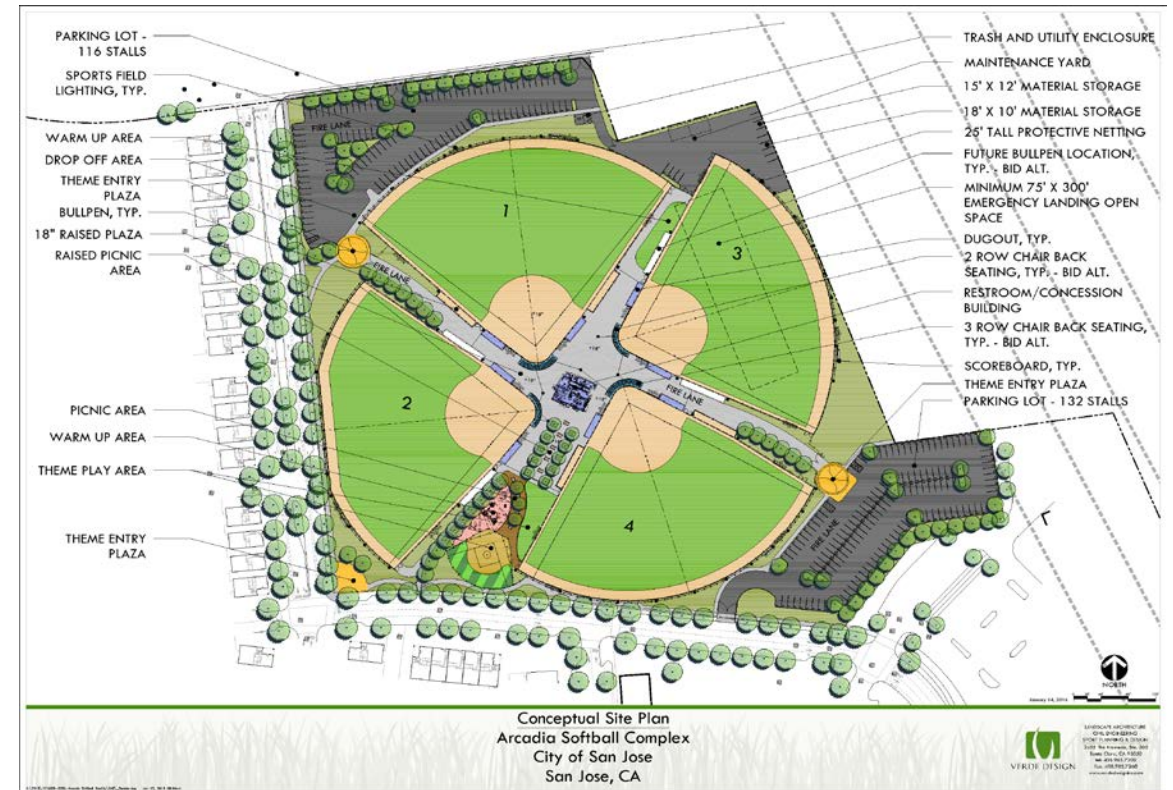 PARKING LOT -
116 STALLS
SPORTS FIELD
LIGHTING, TYP.
WARM UP AREA
DROP OFF AREA
THEME ENTRY
PLAZA
BULLPEN, TYP.
18" RAISED PLAZA
RAISED PICNIC
AREA
PICNIC AREA
WARM UP AREA
THEME PLAY AREA
THEME ENTRY
PLAZA
FIRE LANE
1
FIRE LANE
2
3
FIRE LANE
4
FIRE LANE
TRASH AND UTILITY ENCLOSURE
MAINTENANCE YARD
15' X 12' MATERIAL STORAGE
18' X 10' MATERIAL STORAGE
25' TALL PROTECTIVE NETTING
FUTURE BULLPEN LOCATION,
TYP. - BID ALT.
MINIMUM 75' X 300'
EMERGENCY LANDING OPEN
SPACE
DUGOUT, TYP.
2 ROW CHAIR BACK
SEATING, TYP. - BID ALT.
RESTROOM/CONCESSION
BUILDING
3 ROW CHAIR BACK SEATING,
TYP. - BID ALT.
SCOREBOARD, TYP.
THEME ENTRY PLAZA
PARKING LOT - 132 STALLS
NORTH
Conceptual Site Plan
Arcadia Softball Complex
City of San Jose
San Jose, CA
VERDE DESIGN
LANDSCAPE ARCHITECTURE
CIVIL ENGINEERING
SPORT PLANNING & DESIGN